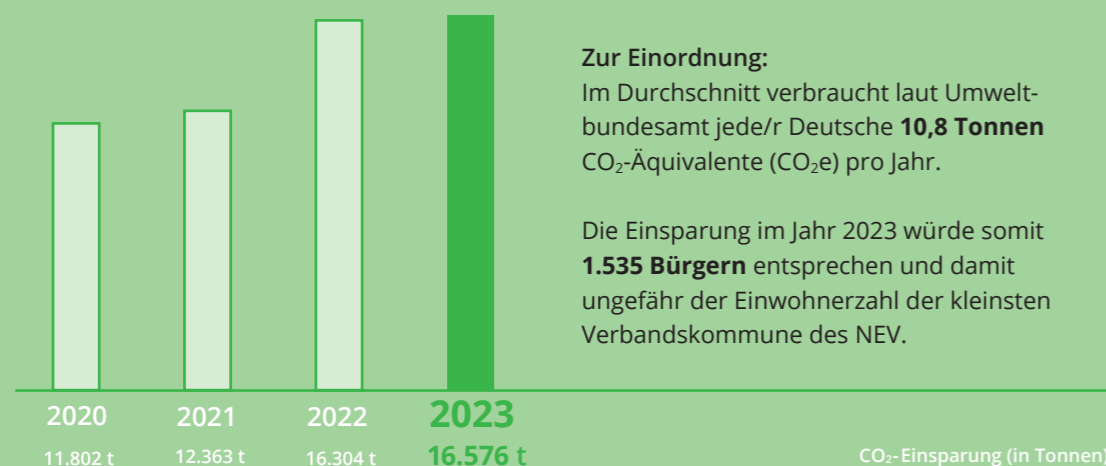 Zur Einordnung:
Im Durchschnitt verbraucht laut Umwelt-
bundesamt jede/r Deutsche 10,8 Tonnen
CO₂-Äquivalente (CO₂e) pro Jahr.
Die Einsparung im Jahr 2023 würde somit
1.535 Bürgern entsprechen und damit
ungefähr der Einwohnerzahl der kleinsten
Verbandskommune des NEV.
2020 2021 2022 2023
11.802 t 12.363 t 16.304 t 16.576 t
CO₂-Einsparung (in Tonnen)